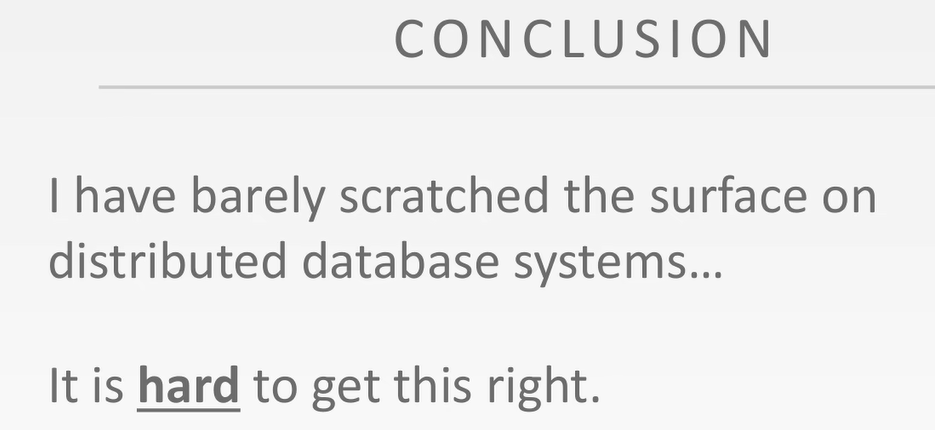 CONCLUSION
I have barely scratched the surface on
distributed database systems…
It is hard to get this right.